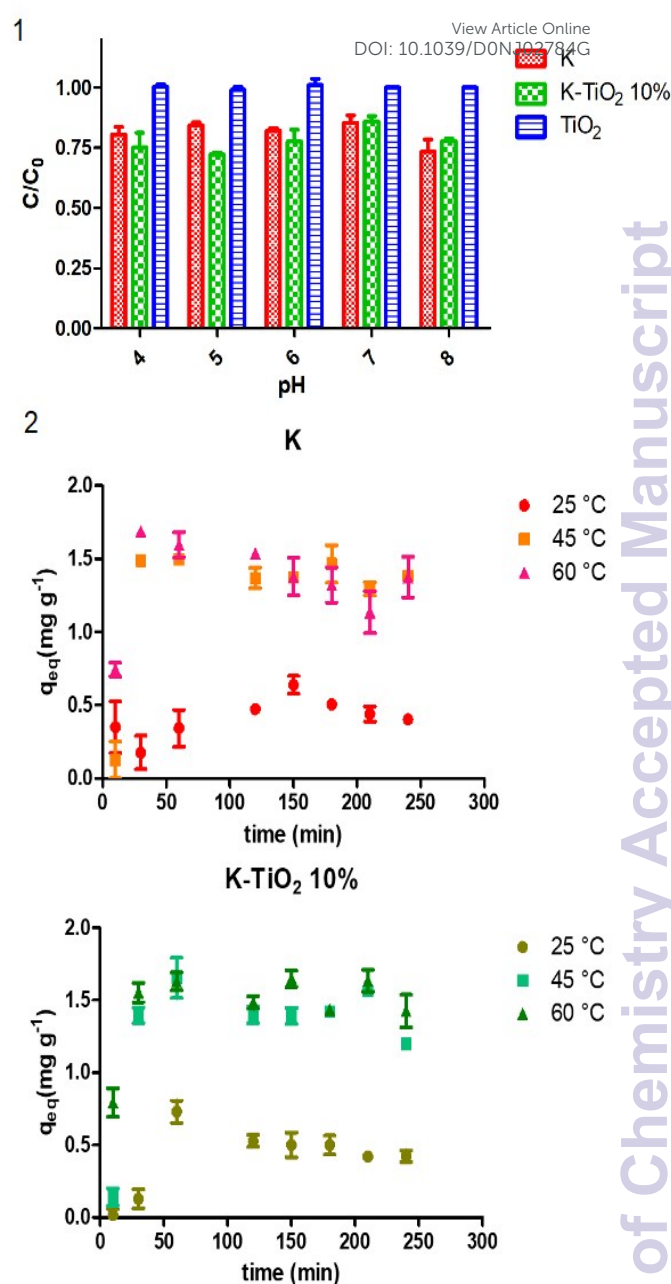 1
View Article Online
DOI: 10.1039/D0NJ02784G
K
K-TiO2 10%
TiO2
C/C0
1.00
0.75
0.50
0.25
0.00
4 5 6 7 8
pH
2
K
qeq(mg g-1)
2.0
1.5
1.0
0.5
0.0
0 50 100 150 200 250 300
time (min)
25 °C
45 °C
60 °C
K-TiO2 10%
qeq(mg g-1)
2.0
1.5
1.0
0.5
0.0
0 50 100 150 200 250 300
time (min)
25 °C
45 °C
60 °C
of Chemistry Accepted Manuscript